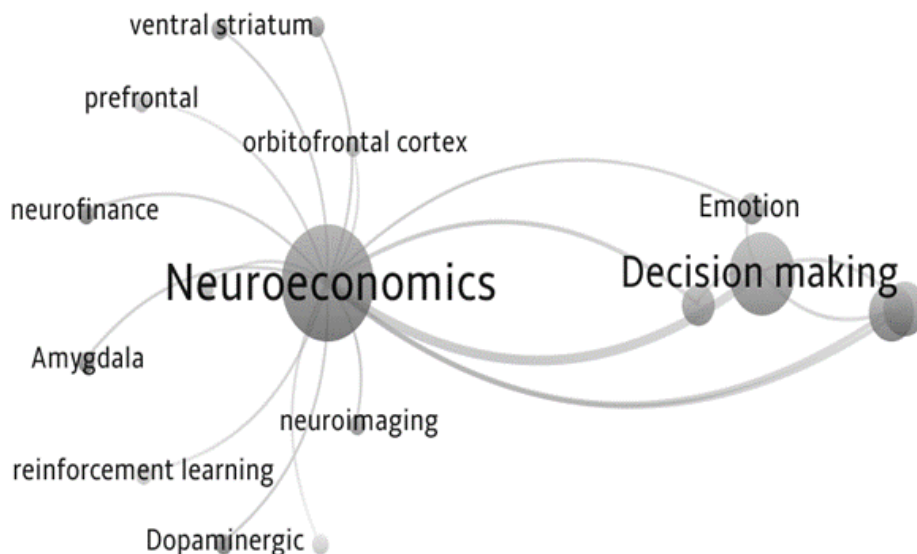 ventral striatum
prefrontal
orbitofrontal cortex
neurofinance
Emotion
Decision making
Neuroeconomics
Amygdala
neuroimaging
reinforcement learning
Dopaminergic